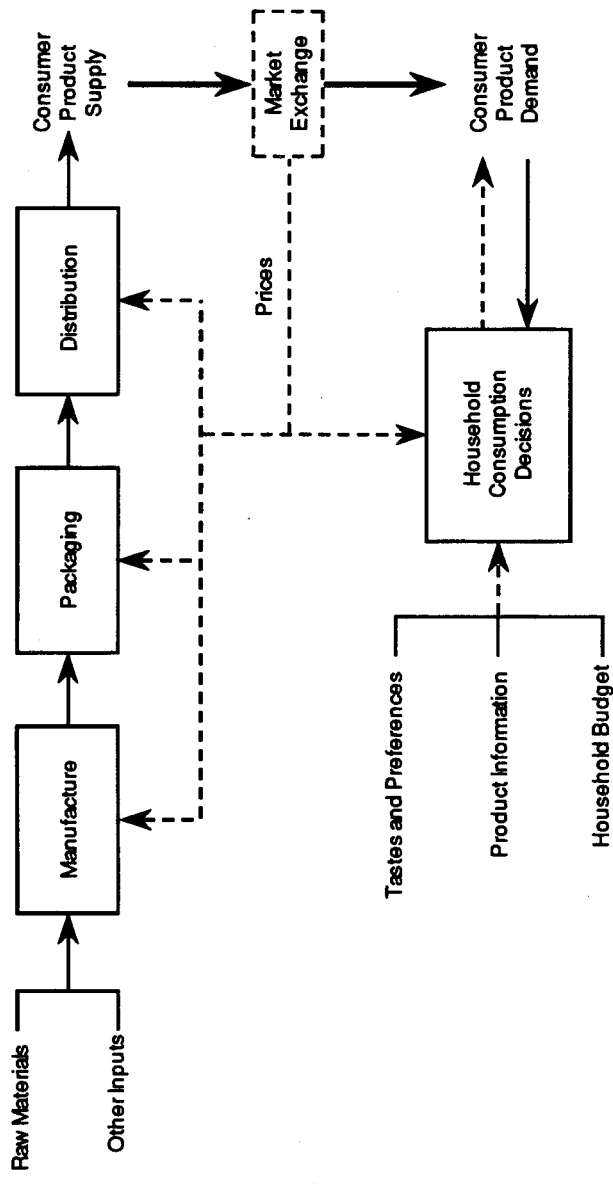 Raw Materials
Other Inputs
Manufacture
Packaging
Distribution
Consumer
Product
Supply
Market
Exchange
Prices
Tastes and Preferences
Product Information
Household Budget
Household
Consumption
Decisions
Consumer
Product
Demand